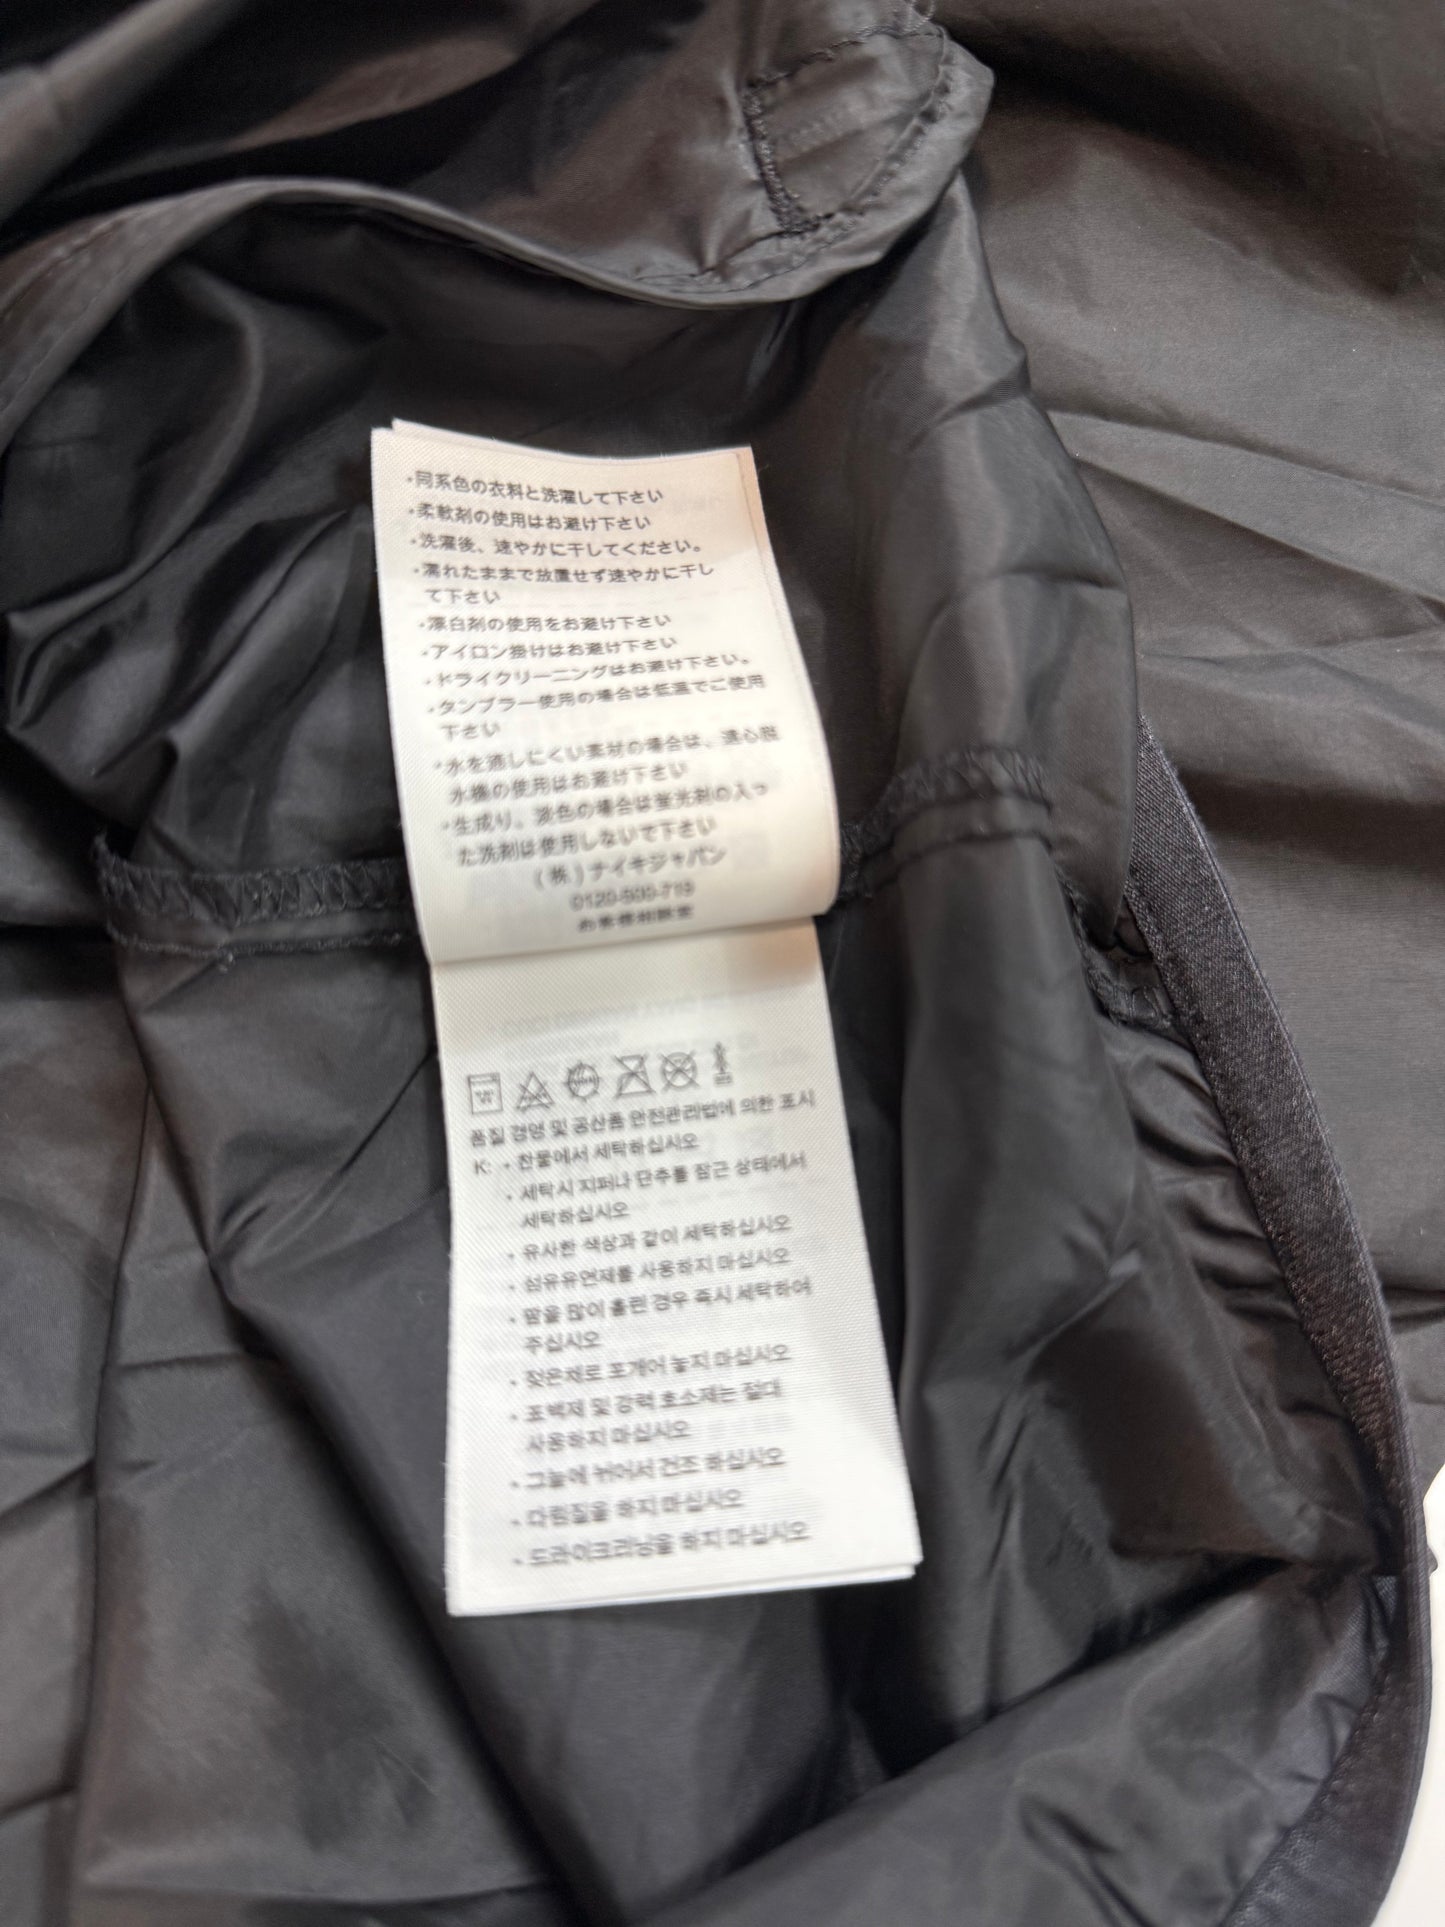 ・同系色の衣料と洗濯して下さい
・柔軟剤の使用はお避け下さい
・洗濯後、速やかに干してください。
・濡れたままで放置せず速やかに干し
て下さい
・漂白剤の使用をお避け下さい
・アイロン掛けはお避け下さい
・ドライクリーニングはお避け下さい。
・タンブラー使用の場合は低温でご使用
下さい
・水を通しにくい素材の場合は、遠心脱
水機の使用はお避け下さい
・生成り、淡色の場合は蛍光剤の入っ
た洗剤は使用しないで下さい
(株)ナイキジャパン
お客様相談室
품질 경영 및 공산품 안전관리법에 의한 표시
K: • 찬물에서 세탁하십시오
• 세탁시 지퍼나 단추를 잠근 상태에서
세탁하십시오
• 유사한 색상과 같이 세탁하십시오
• 섬유유연제를 사용하지 마십시오
• 땀을 많이 흘린 경우 즉시 세탁하여
주십시오
• 젖은채로 포개어 놓지 마십시오
• 표백제 및 강력 효소제는 절대
사용하지 마십시오
• 그늘에 뉘어서 건조 하십시오
• 다림질을 하지 마십시오
• 드라이크리닝을 하지 마십시오